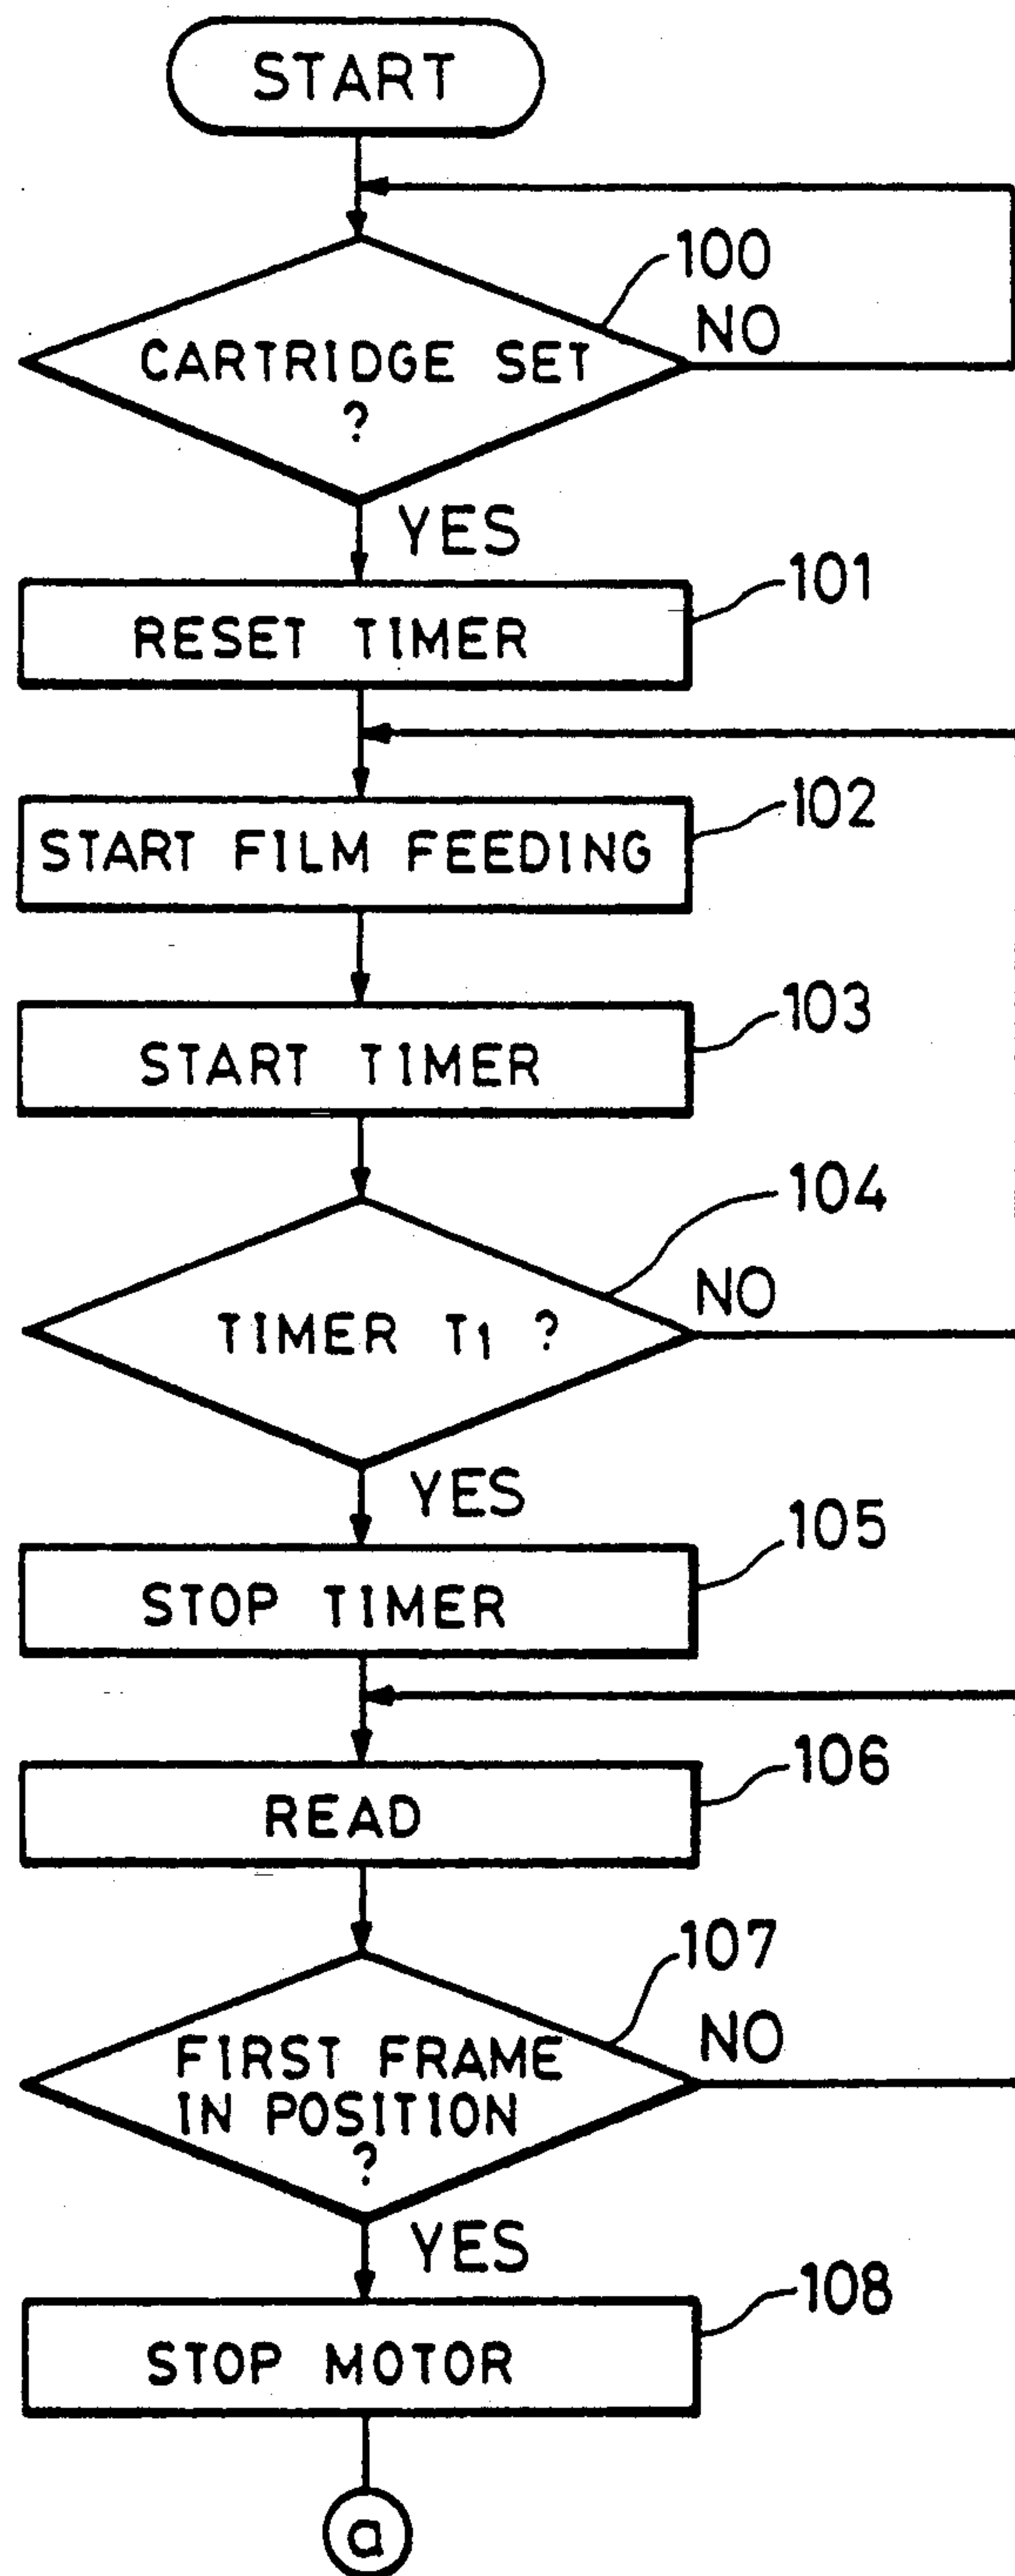 START
100
NO
CARTRIDGE SET
?
YES
101
RESET TIMER
102
START FILM FEEDING
103
START TIMER
104
NO
TIMER T1 ?
YES
105
STOP TIMER
106
READ
107
NO
FIRST FRAME
IN POSITION
?
YES
108
STOP MOTOR
a